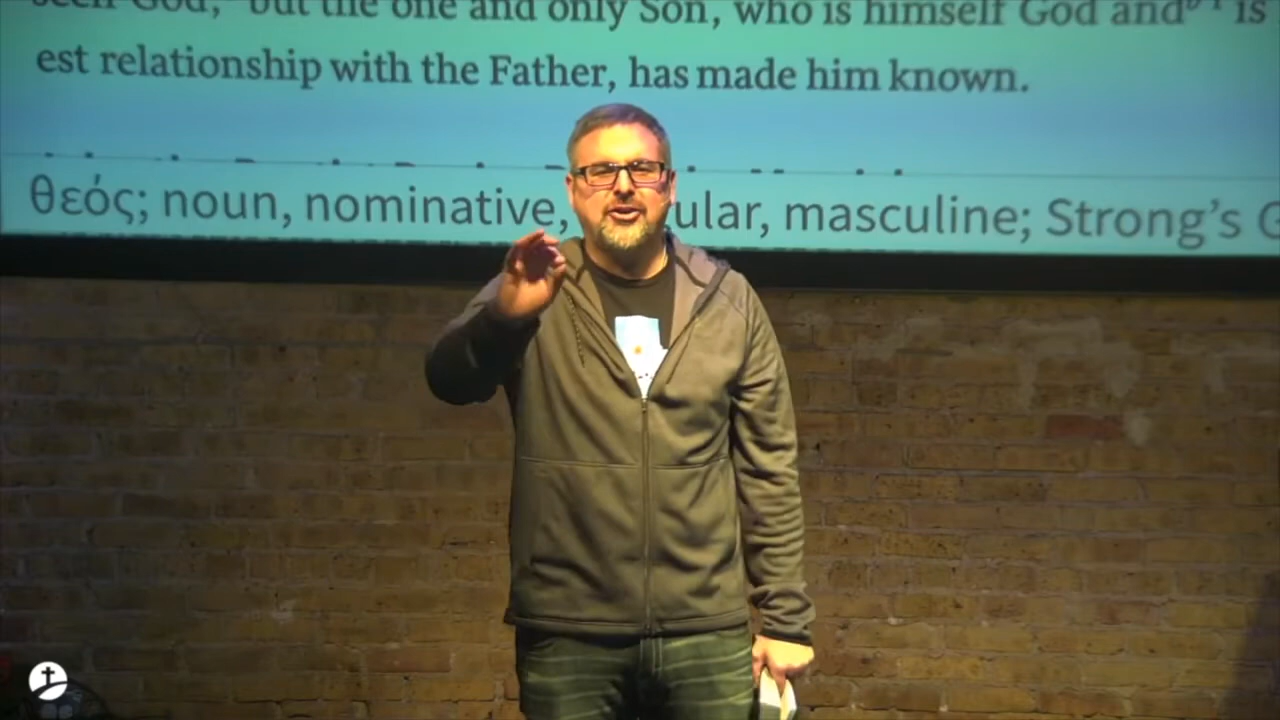 seen God, but the one and only Son, who is himself God and is
est relationship with the Father, has made him known.
θεός; noun, nominative, ular, masculine; Strong’s G